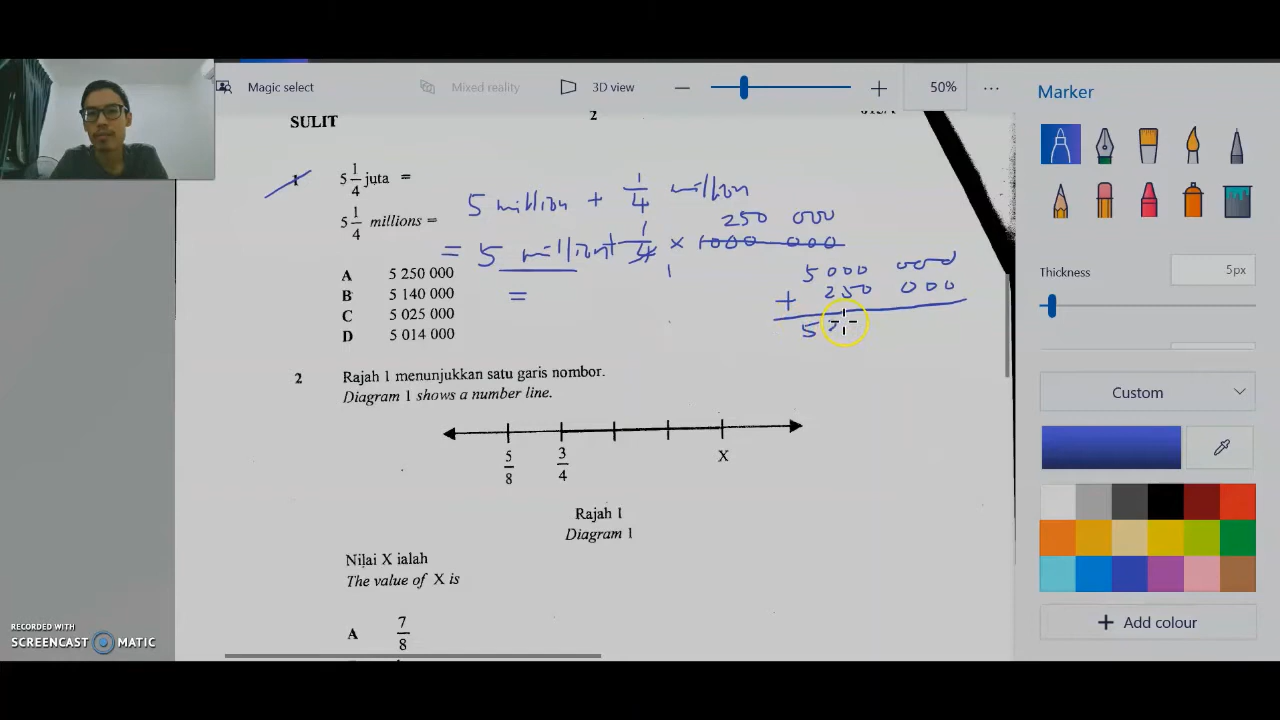 Magic select
Mixed reality
3D view
50%
Marker
SULIT
2
1 5 1/4 juta =
5 1/4 millions =
5 million + 1/4 million
250 000
= 5 million + 1/4 × 1000 000
1
=
5 000 000
+ 250 000
5 2
A 5 250 000
B 5 140 000
C 5 025 000
D 5 014 000
2 Rajah 1 menunjukkan satu garis nombor.
Diagram 1 shows a number line.
5/8 3/4 X
Rajah 1
Diagram 1
Nilai X ialah
The value of X is
A 7/8
Thickness
5px
Custom
Add colour
RECORDED WITH
SCREENCAST MATIC